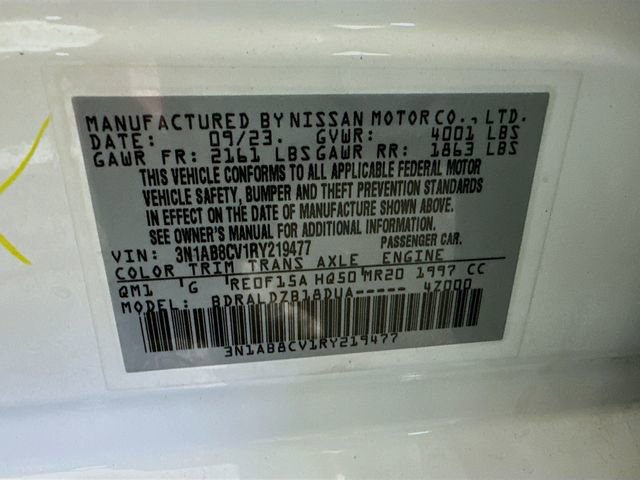 MANUFACTURED BY NISSAN MOTOR CO., LTD.
DATE: 09/23. GVWR: 4001 LBS
GAWR FR: 2161 LBS GAWR RR: 1863 LBS
THIS VEHICLE CONFORMS TO ALL APPLICABLE FEDERAL MOTOR
VEHICLE SAFETY, BUMPER AND THEFT PREVENTION STANDARDS
IN EFFECT ON THE DATE OF MANUFACTURE SHOWN ABOVE.
SEE OWNER'S MANUAL FOR ADDITIONAL INFORMATION
VIN: 3N1AB8CV1RY219477 PASSENGER CAR.
COLOR TRIM TRANS AXLE ENGINE
QM1 G RE0F15A HQ50 MR20 1997 CC
MODEL: BDRALDZB18DUA----- 4Z000
3N1AB8CV1RY219477